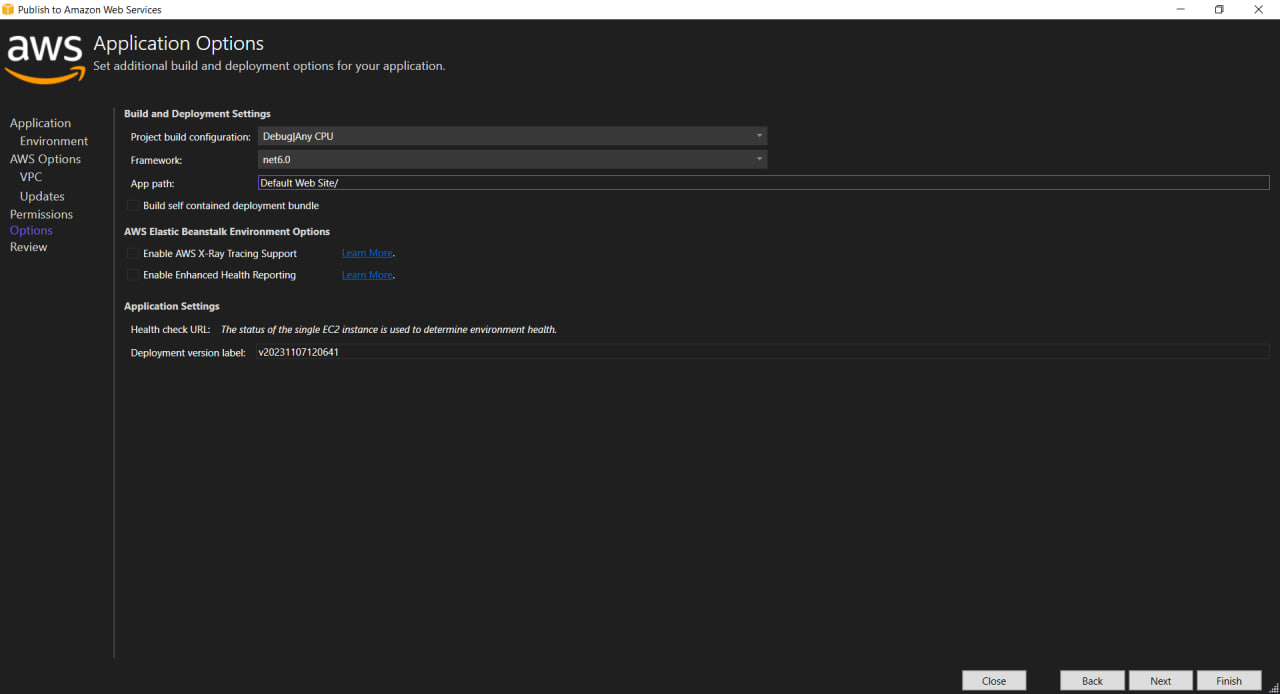 Publish to Amazon Web Services
aws
Application Options
Set additional build and deployment options for your application.
Application
Environment
AWS Options
VPC
Updates
Permissions
Options
Review
Build and Deployment Settings
Project build configuration: Debug|Any CPU
Framework: net6.0
App path: Default Web Site/
Build self contained deployment bundle
AWS Elastic Beanstalk Environment Options
Enable AWS X-Ray Tracing Support Learn More.
Enable Enhanced Health Reporting Learn More.
Application Settings
Health check URL: The status of the single EC2 instance is used to determine environment health.
Deployment version label: v20231107120641
Close Back Next Finish